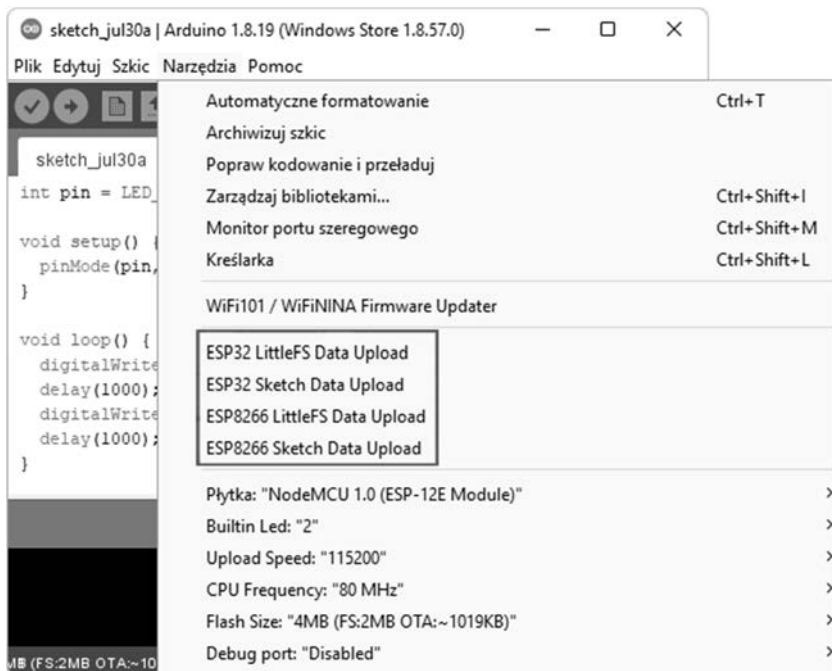 sketch_jul30a | Arduino 1.8.19 (Windows Store 1.8.57.0)
Plik Edytuj Szkic Narzędzia Pomoc
sketch_jul30a
int pin = LED_
void setup() {
pinMode(pin,
}
void loop() {
digitalWrite
delay(1000);
digitalWrite
delay(1000);
}
Automatyczne formatowanie Ctrl+T
Archiwizuj szkic
Popraw kodowanie i przeładuj
Zarządzaj bibliotekami... Ctrl+Shift+I
Monitor portu szeregowego Ctrl+Shift+M
Kreślarka Ctrl+Shift+L
WiFi101 / WiFiNINA Firmware Updater
ESP32 LittleFS Data Upload
ESP32 Sketch Data Upload
ESP8266 LittleFS Data Upload
ESP8266 Sketch Data Upload
Płytka: "NodeMCU 1.0 (ESP-12E Module)"
Builtin Led: "2"
Upload Speed: "115200"
CPU Frequency: "80 MHz"
Flash Size: "4MB (FS:2MB OTA:~1019KB)"
Debug port: "Disabled"
MB (FS:2MB OTA:~10